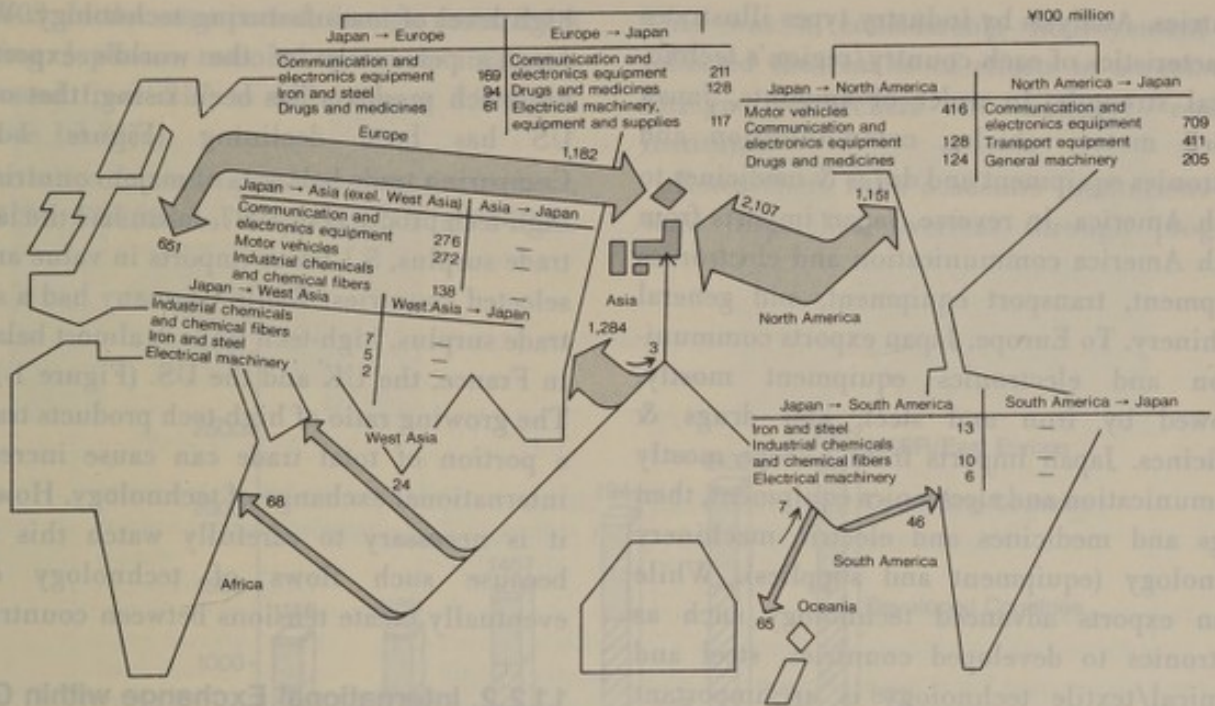 ¥100 million
Japan → Europe
Europe → Japan
Communication and
electronics equipment 169
Iron and steel 94
Drugs and medicines 61
Communication and
electronics equipment 211
Drugs and medicines 128
Electrical machinery,
equipment and supplies 117
Japan → North America
North America → Japan
Motor vehicles 416
Communication and
electronics equipment 128
Drugs and medicines 124
Communication and
electronics equipment 709
Transport equipment 411
General machinery 205
Europe
1,182
651
Japan → Asia (exel. West Asia)
Asia → Japan
Communication and
electronics equipment 276 —
Motor vehicles 272 —
Industrial chemicals
and chemical fibers 138
Japan → West Asia
West Asia → Japan
Industrial chemicals
and chemical fibers 7 —
Iron and steel 5 —
Electrical machinery 2 —
2,107
1,151
Asia
North America
1,284
3
West Asia
24
68
Africa
Japan → South America
South America → Japan
Iron and steel 13 —
Industrial chemicals
and chemical fibers 10 —
Electrical machinery 6 —
7
46
South America
65
Oceania